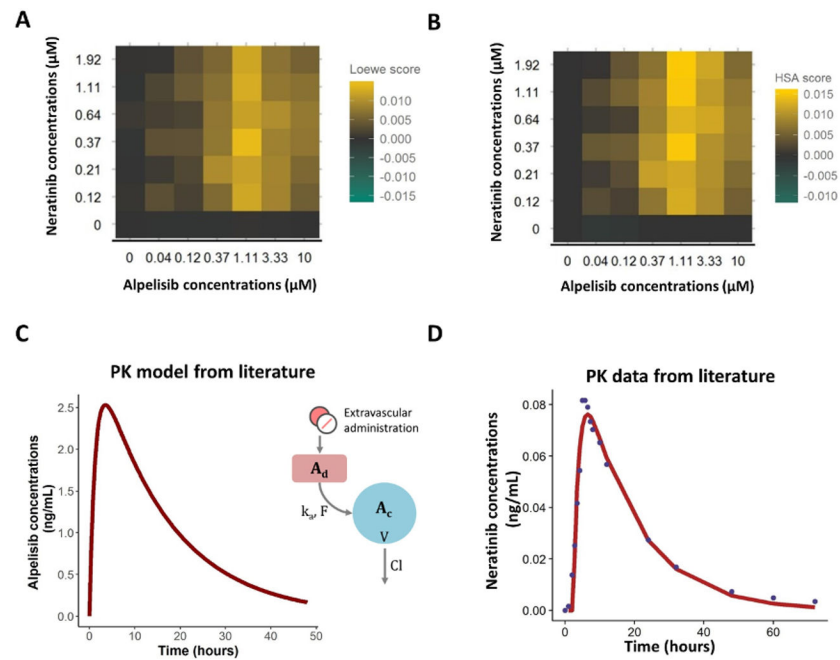 A
Neratinib concentrations (µM)
1.92
1.11
0.64
0.37
0.21
0.12
0
0 0.04 0.12 0.37 1.11 3.33 10
Alpelisib concentrations (µM)
Loewe score
0.010
0.005
0.000
-0.005
-0.010
-0.015
B
Neratinib concentrations (µM)
1.92
1.11
0.64
0.37
0.21
0.12
0
0 0.04 0.12 0.37 1.11 3.33 10
Alpelisib concentrations (µM)
HSA score
0.015
0.010
0.005
0.000
-0.005
-0.010
C
PK model from literature
Alpelisib concentrations
(ng/mL)
2.5
2.0
1.5
1.0
0.5
0.0
0 10 20 30 40 50
Time (hours)
Extravascular
administration
Ad
ka, F
Ac
V
Cl
D
PK data from literature
Neratinib concentrations
(ng/mL)
0.08
0.06
0.04
0.02
0.00
0 20 40 60
Time (hours)